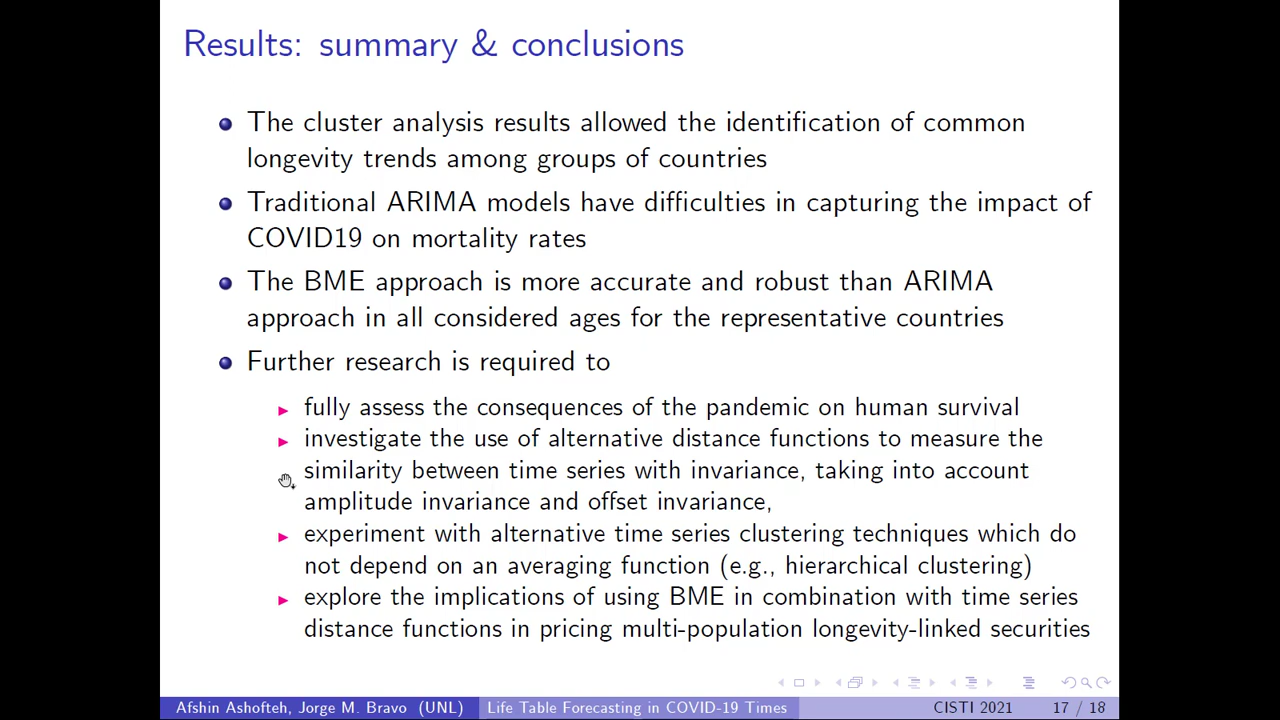 Results: summary & conclusions
The cluster analysis results allowed the identification of common
longevity trends among groups of countries
Traditional ARIMA models have difficulties in capturing the impact of
COVID19 on mortality rates
The BME approach is more accurate and robust than ARIMA
approach in all considered ages for the representative countries
Further research is required to
fully assess the consequences of the pandemic on human survival
investigate the use of alternative distance functions to measure the
similarity between time series with invariance, taking into account
amplitude invariance and offset invariance,
experiment with alternative time series clustering techniques which do
not depend on an averaging function (e.g., hierarchical clustering)
explore the implications of using BME in combination with time series
distance functions in pricing multi-population longevity-linked securities
Afshin Ashofteh, Jorge M. Bravo (UNL) Life Table Forecasting in COVID-19 Times CISTI 2021 17 / 18